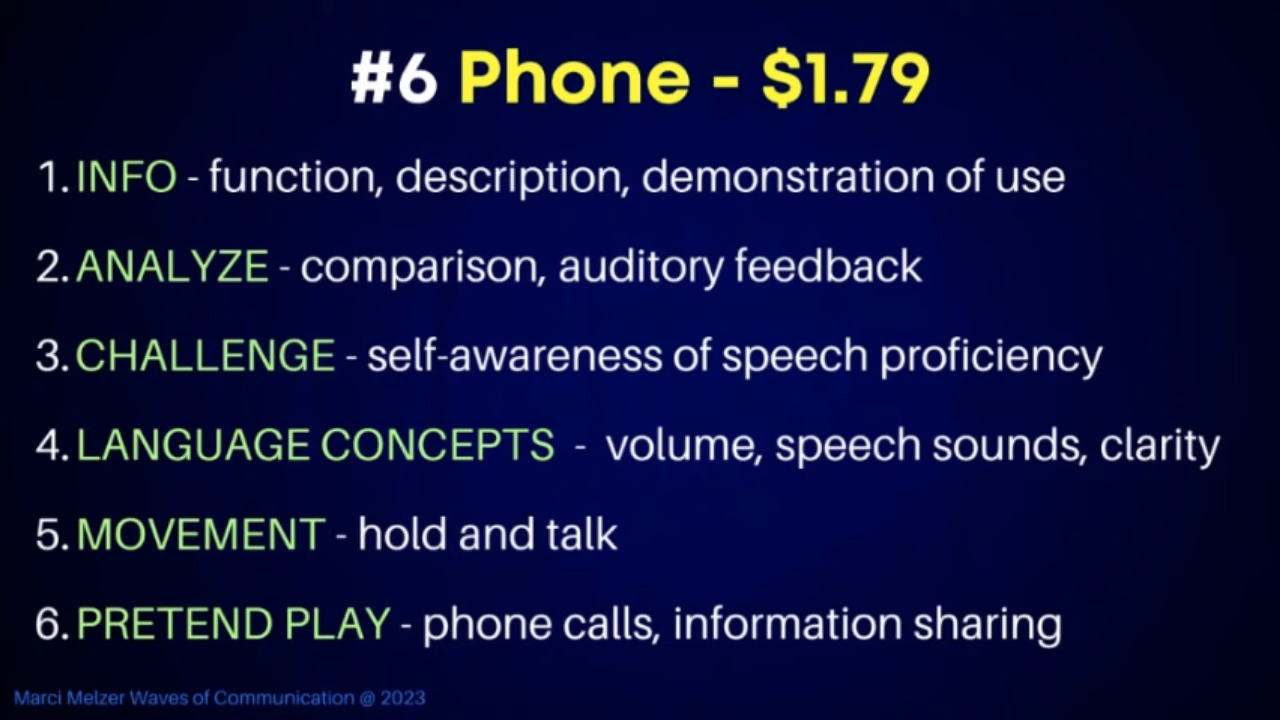 #6 Phone - $1.79
1. INFO - function, description, demonstration of use
2. ANALYZE - comparison, auditory feedback
3. CHALLENGE - self-awareness of speech proficiency
4. LANGUAGE CONCEPTS - volume, speech sounds, clarity
5. MOVEMENT - hold and talk
6. PRETEND PLAY - phone calls, information sharing
Marci Melzer Waves of Communication @ 2023